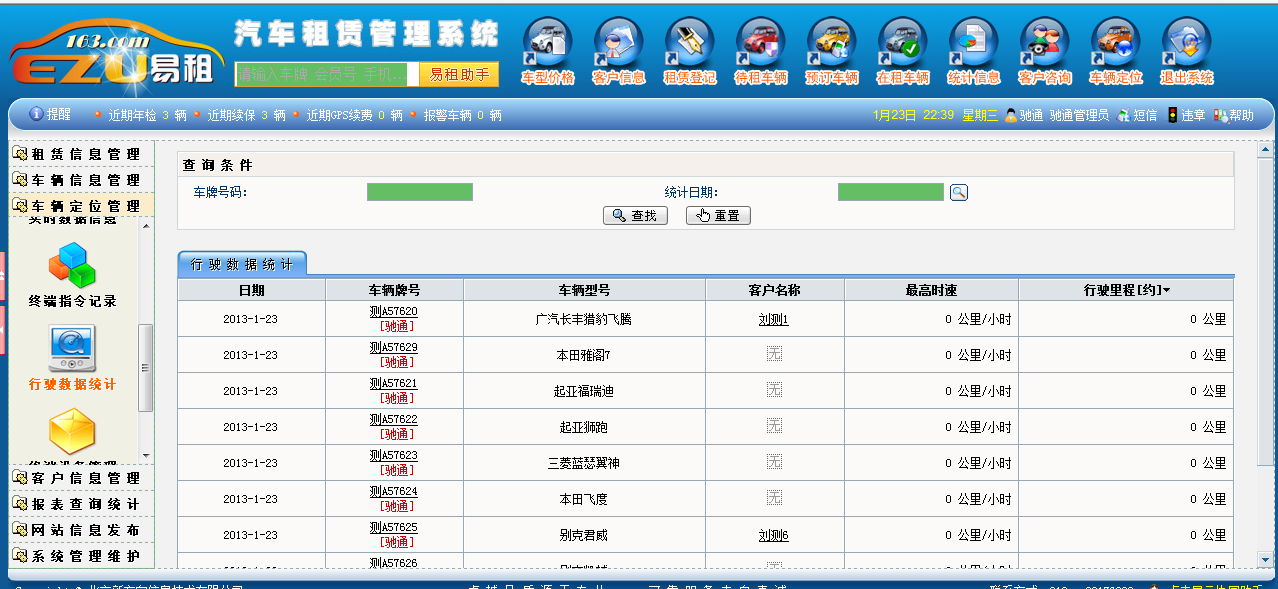 163.com
EZU易租
汽车租赁管理系统
请输入车牌 会员号 手机... 易租助手
车型价格 客户信息 租赁登记 待租车辆 预订车辆 在租车辆 统计信息 客户咨询 车辆定位 退出系统
提醒 近期年检 3 辆 近期续保 3 辆 近期GPS续费 0 辆 报警车辆 0 辆 1月23日 22:39 星期三 驰通 驰通管理员 短信 违章 帮助
租赁信息管理
车辆信息管理
车辆定位管理
实时数据信息
终端指令记录
行驶数据统计
客户信息管理
报表查询统计
网站信息发布
系统管理维护
查询条件
车牌号码: 统计日期:
查找 重置
行驶数据统计
日期 车辆牌号 车辆型号 客户名称 最高时速 行驶里程[约]▼
2013-1-23 测A57620 [驰通] 广汽长丰猎豹飞腾 刘测1 0 公里/小时 0 公里
2013-1-23 测A57629 [驰通] 本田雅阁7 无 0 公里/小时 0 公里
2013-1-23 测A57621 [驰通] 起亚福瑞迪 无 0 公里/小时 0 公里
2013-1-23 测A57622 [驰通] 起亚狮跑 无 0 公里/小时 0 公里
2013-1-23 测A57623 [驰通] 三菱蓝瑟翼神 无 0 公里/小时 0 公里
2013-1-23 测A57624 [驰通] 本田飞度 无 0 公里/小时 0 公里
2013-1-23 测A57625 [驰通] 别克君威 刘测6 0 公里/小时 0 公里
测A57626